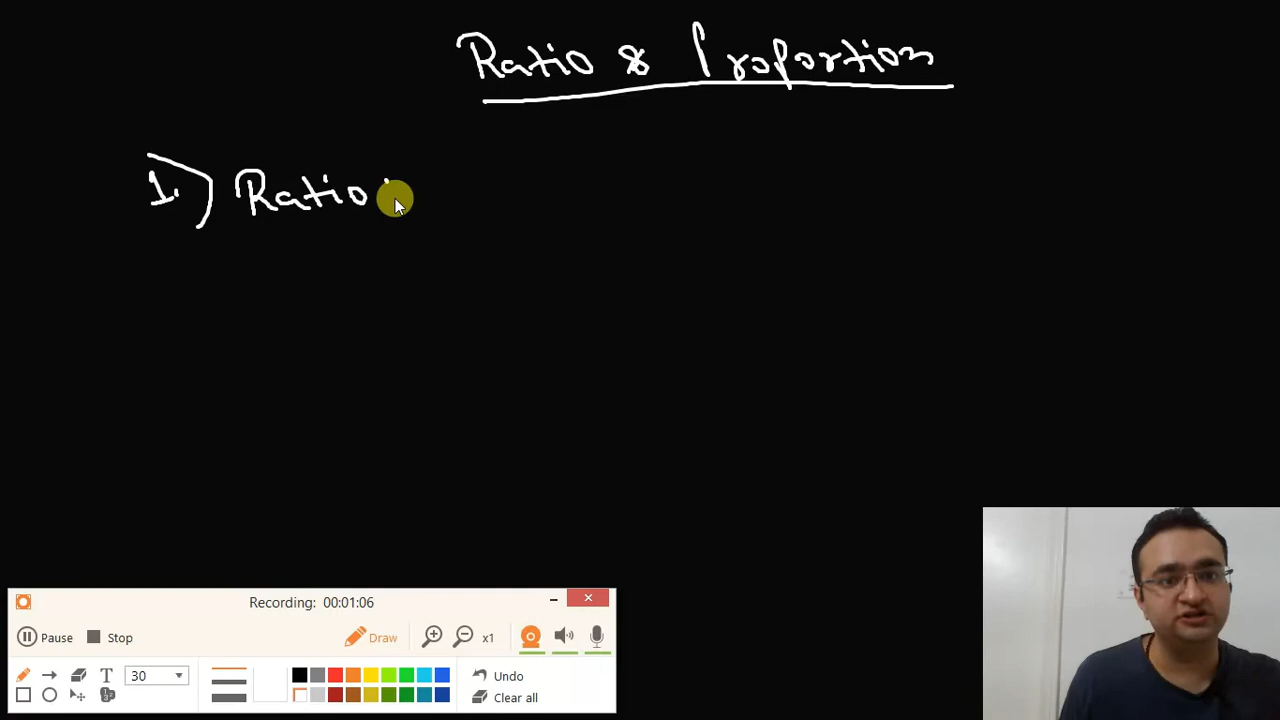 Ratio & Proportion
1.) Ratio
Recording: 00:01:06
Pause Stop Draw x1
T 30 Undo
Clear all